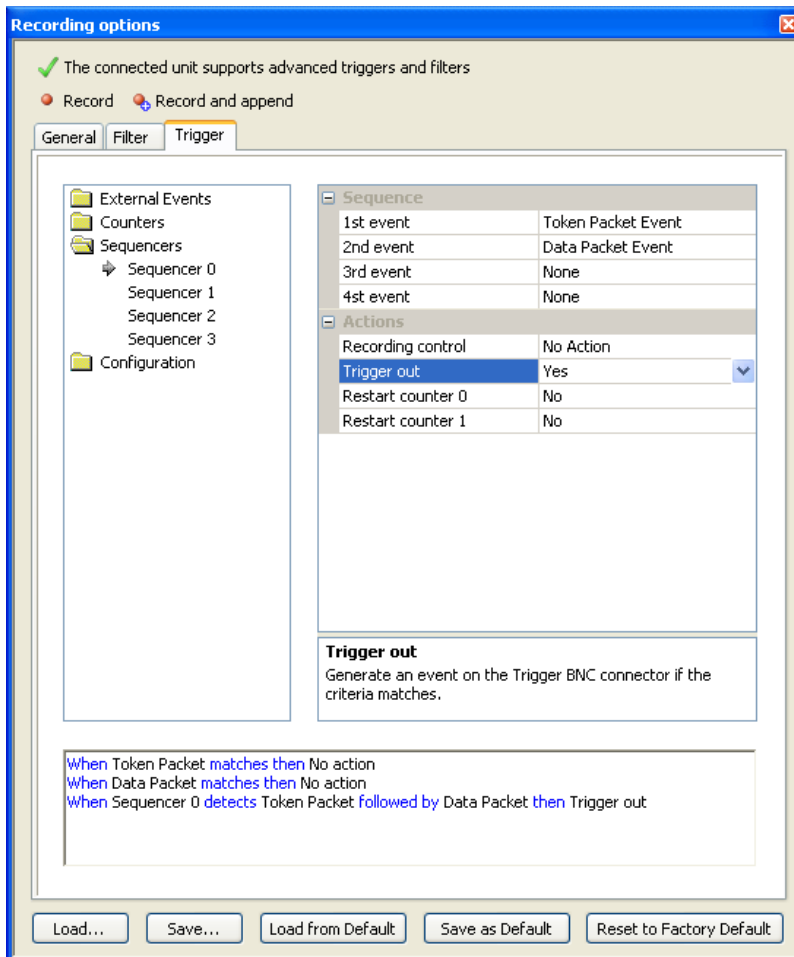 Recording options
The connected unit supports advanced triggers and filters
Record Record and append
General Filter Trigger
External Events
Counters
Sequencers
Sequencer 0
Sequencer 1
Sequencer 2
Sequencer 3
Configuration
Sequence
1st event Token Packet Event
2nd event Data Packet Event
3rd event None
4st event None
Actions
Recording control No Action
Trigger out Yes
Restart counter 0 No
Restart counter 1 No
Trigger out
Generate an event on the Trigger BNC connector if the
criteria matches.
When Token Packet matches then No action
When Data Packet matches then No action
When Sequencer 0 detects Token Packet followed by Data Packet then Trigger out
Load... Save... Load from Default Save as Default Reset to Factory Default